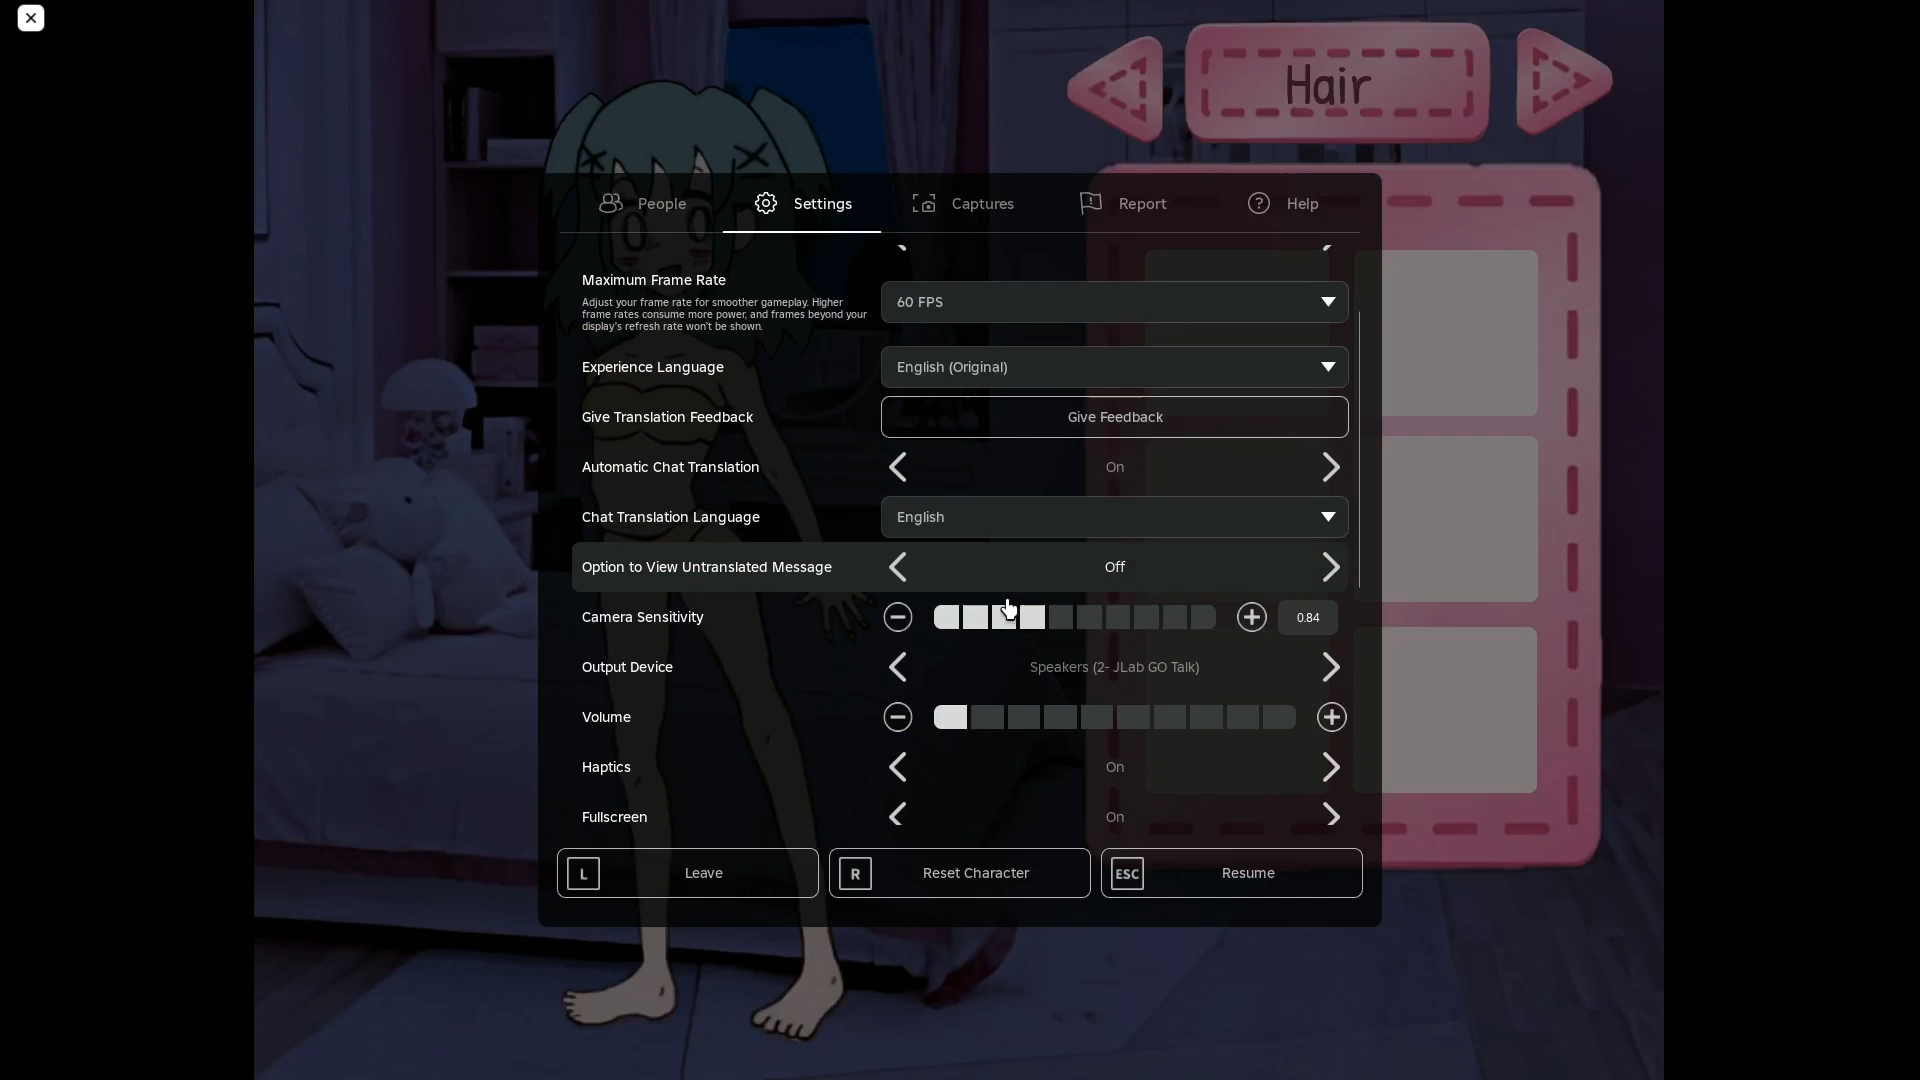 Hair
People
Settings
Captures
Report
Help
Maximum Frame Rate
Adjust your frame rate for smoother gameplay. Higher
frame rates consume more power, and frames beyond your
display's refresh rate won't be shown.
60 FPS
Experience Language
English (Original)
Give Translation Feedback
Give Feedback
Automatic Chat Translation
On
Chat Translation Language
English
Option to View Untranslated Message
Off
Camera Sensitivity
0.84
Output Device
Speakers (2- JLab GO Talk)
Volume
Haptics
On
Fullscreen
On
L
Leave
R
Reset Character
ESC
Resume